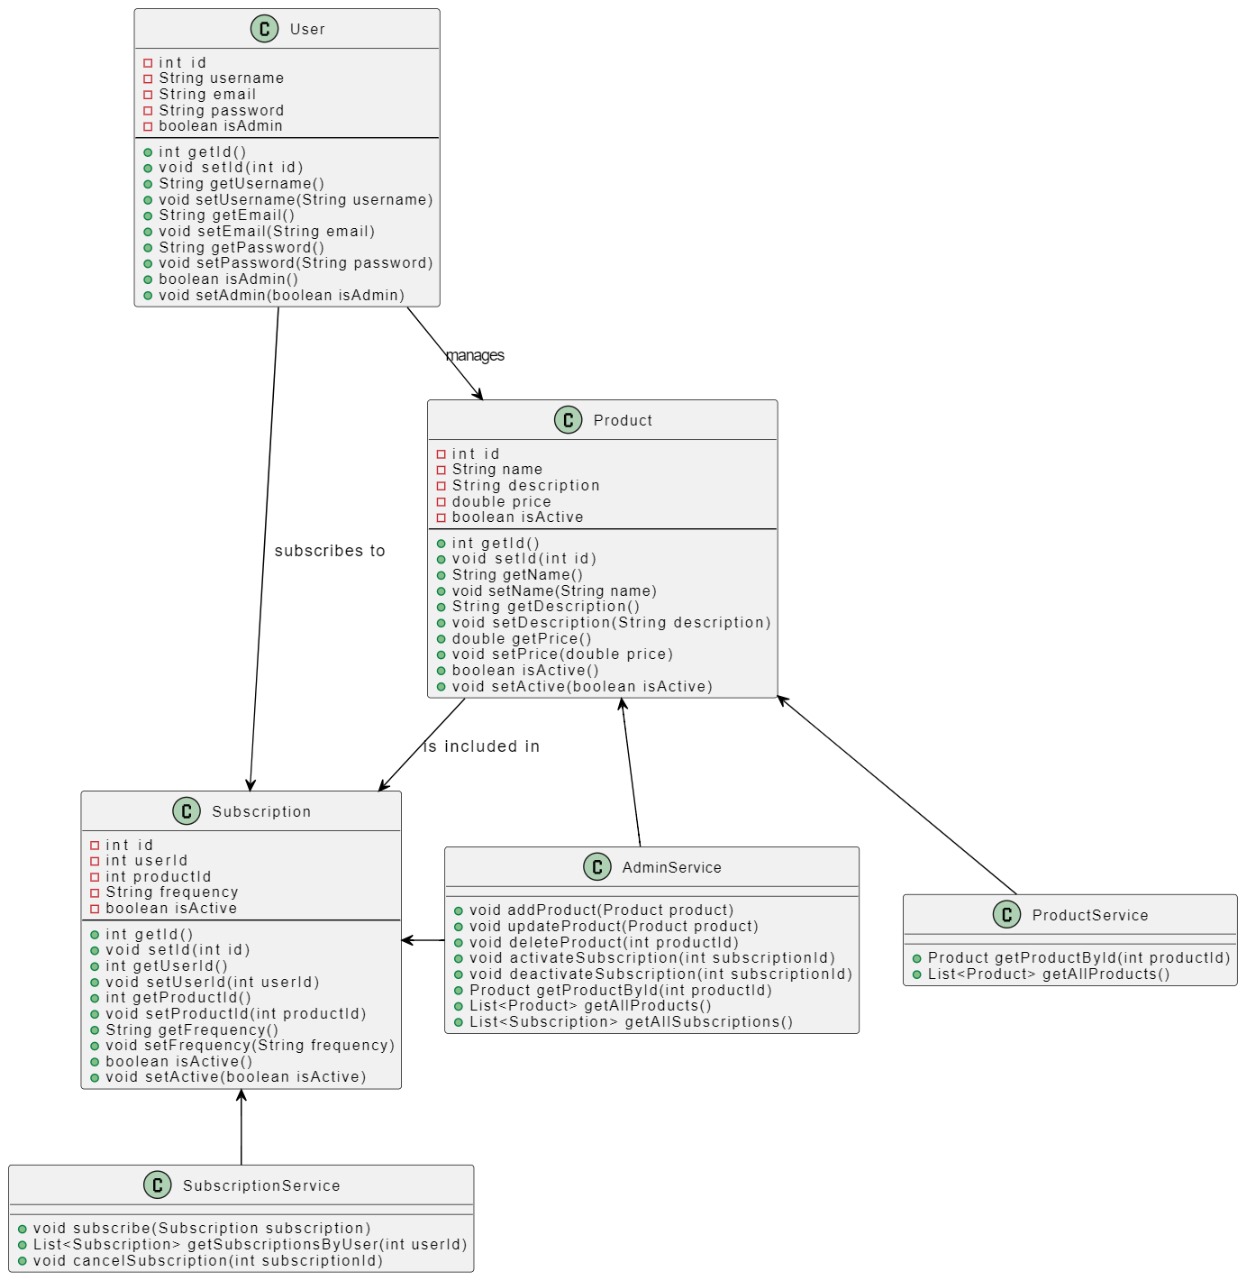 C User
int id
String username
String email
String password
boolean isAdmin
int getId()
void setId(int id)
String getUsername()
void setUsername(String username)
String getEmail()
void setEmail(String email)
String getPassword()
void setPassword(String password)
boolean isAdmin()
void setAdmin(boolean isAdmin)
manages
C Product
int id
String name
String description
double price
boolean isActive
int getId()
void setId(int id)
String getName()
void setName(String name)
String getDescription()
void setDescription(String description)
double getPrice()
void setPrice(double price)
boolean isActive()
void setActive(boolean isActive)
subscribes to
is included in
C Subscription
int id
int userId
int productId
String frequency
boolean isActive
int getId()
void setId(int id)
int getUserId()
void setUserId(int userId)
int getProductId()
void setProductId(int productId)
String getFrequency()
void setFrequency(String frequency)
boolean isActive()
void setActive(boolean isActive)
C AdminService
void addProduct(Product product)
void updateProduct(Product product)
void deleteProduct(int productId)
void activateSubscription(int subscriptionId)
void deactivateSubscription(int subscriptionId)
Product getProductById(int productId)
List<Product> getAllProducts()
List<Subscription> getAllSubscriptions()
C ProductService
Product getProductById(int productId)
List<Product> getAllProducts()
C SubscriptionService
void subscribe(Subscription subscription)
List<Subscription> getSubscriptionsByUser(int userId)
void cancelSubscription(int subscriptionId)